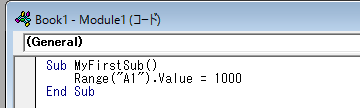 Book1 - Module1 (コード)
(General)
Sub MyFirstSub()
    Range("A1").Value = 1000
End Sub